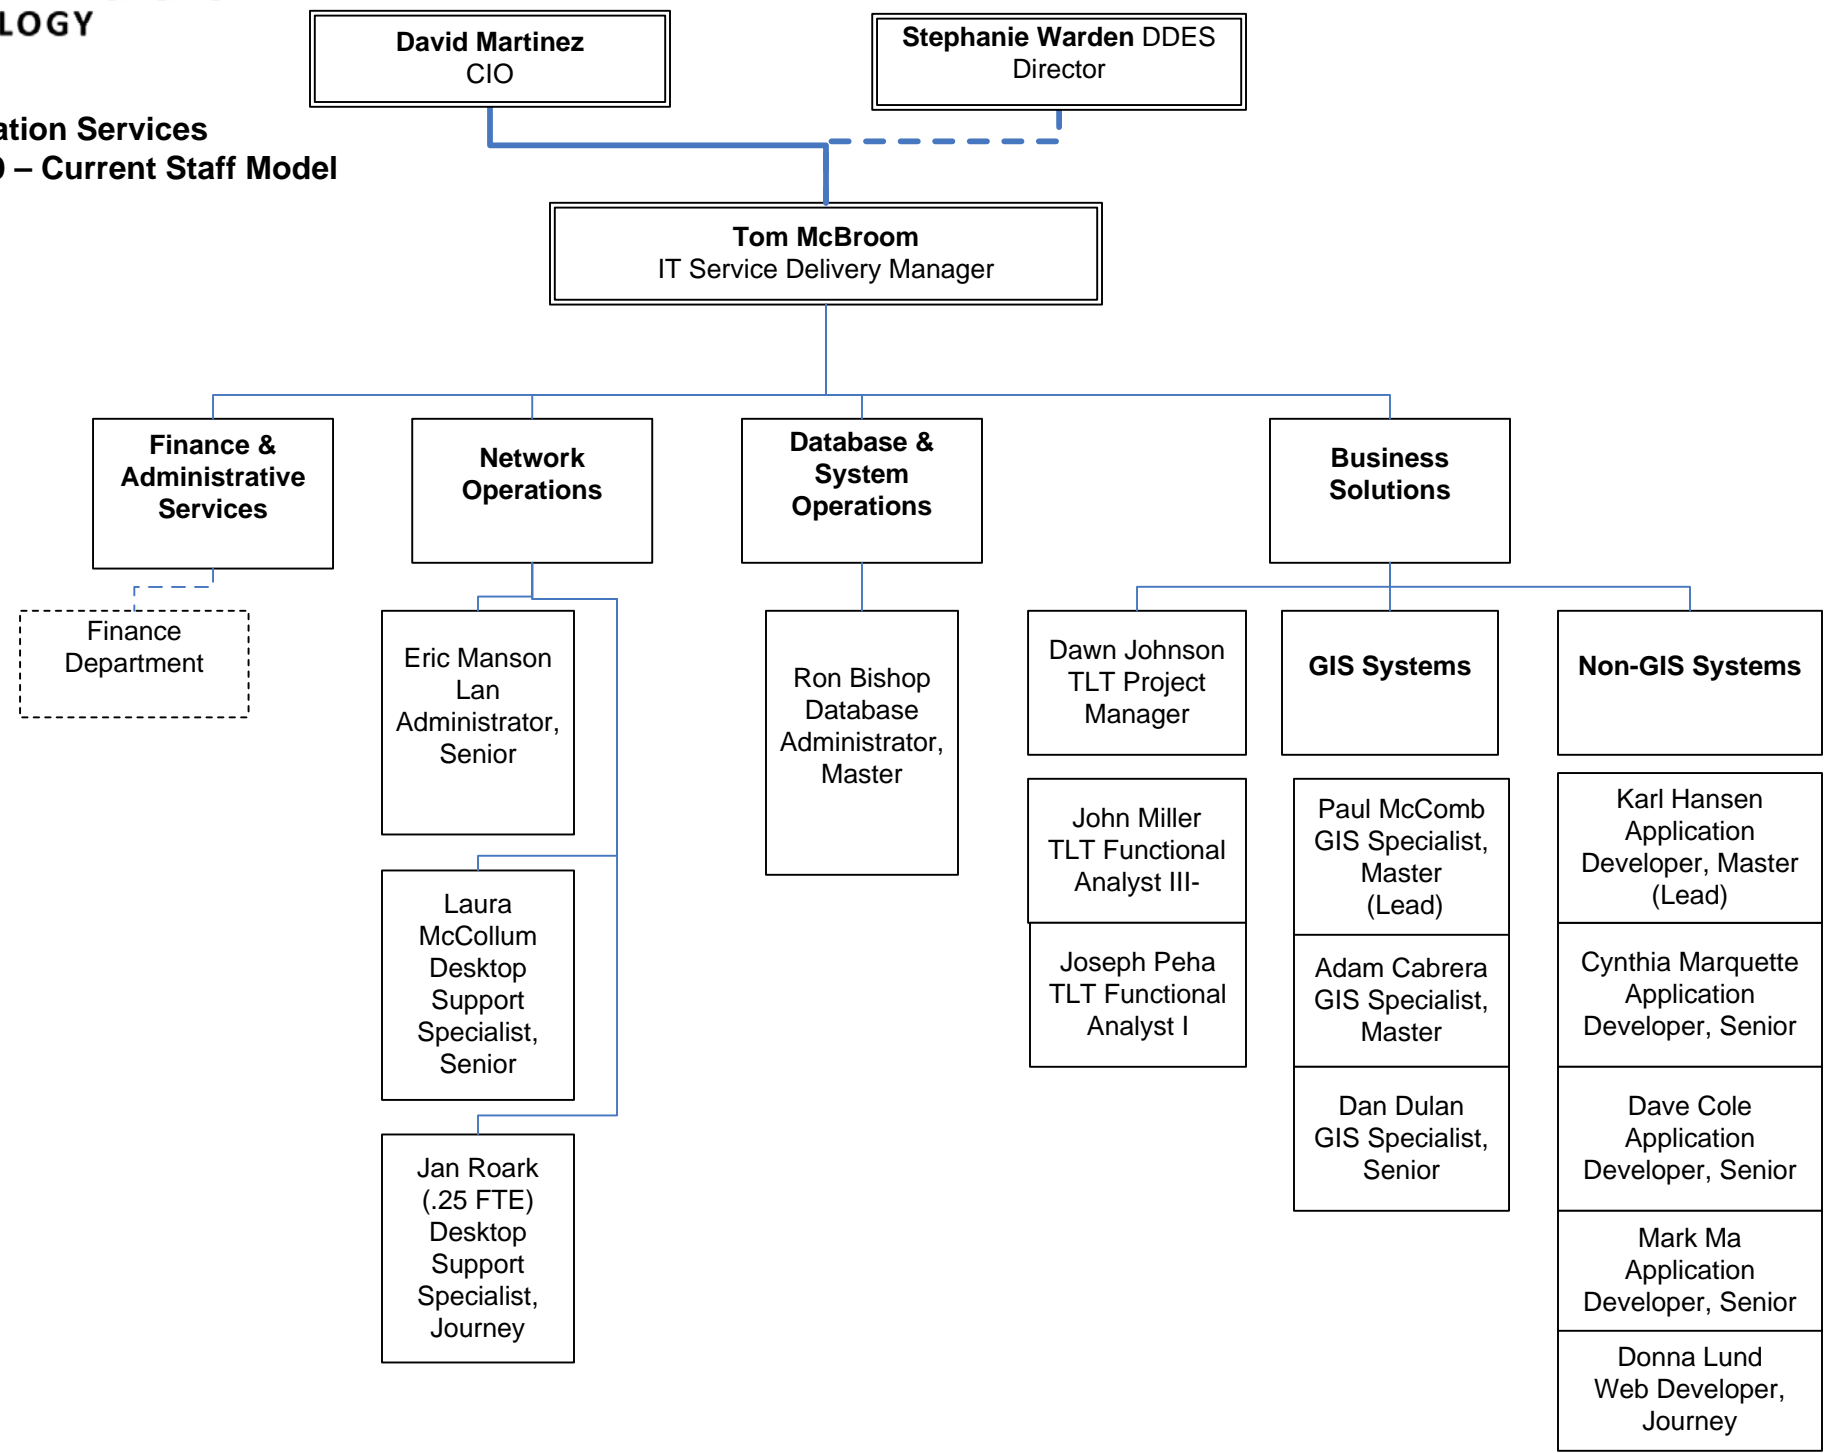 LOGY
David Martinez
CIO
Stephanie Warden DDES
Director
ation Services
– Current Staff Model
Tom McBroom
IT Service Delivery Manager
Finance &
Administrative
Services
Network
Operations
Database &
System
Operations
Business
Solutions
Finance
Department
Eric Manson
Lan
Administrator,
Senior
Laura
McCollum
Desktop
Support
Specialist,
Senior
Jan Roark
(.25 FTE)
Desktop
Support
Specialist,
Journey
Ron Bishop
Database
Administrator,
Master
Dawn Johnson
TLT Project
Manager
John Miller
TLT Functional
Analyst III-
Joseph Peha
TLT Functional
Analyst I
GIS Systems
Paul McComb
GIS Specialist,
Master
(Lead)
Adam Cabrera
GIS Specialist,
Master
Dan Dulan
GIS Specialist,
Senior
Non-GIS Systems
Karl Hansen
Application
Developer, Master
(Lead)
Cynthia Marquette
Application
Developer, Senior
Dave Cole
Application
Developer, Senior
Mark Ma
Application
Developer, Senior
Donna Lund
Web Developer,
Journey